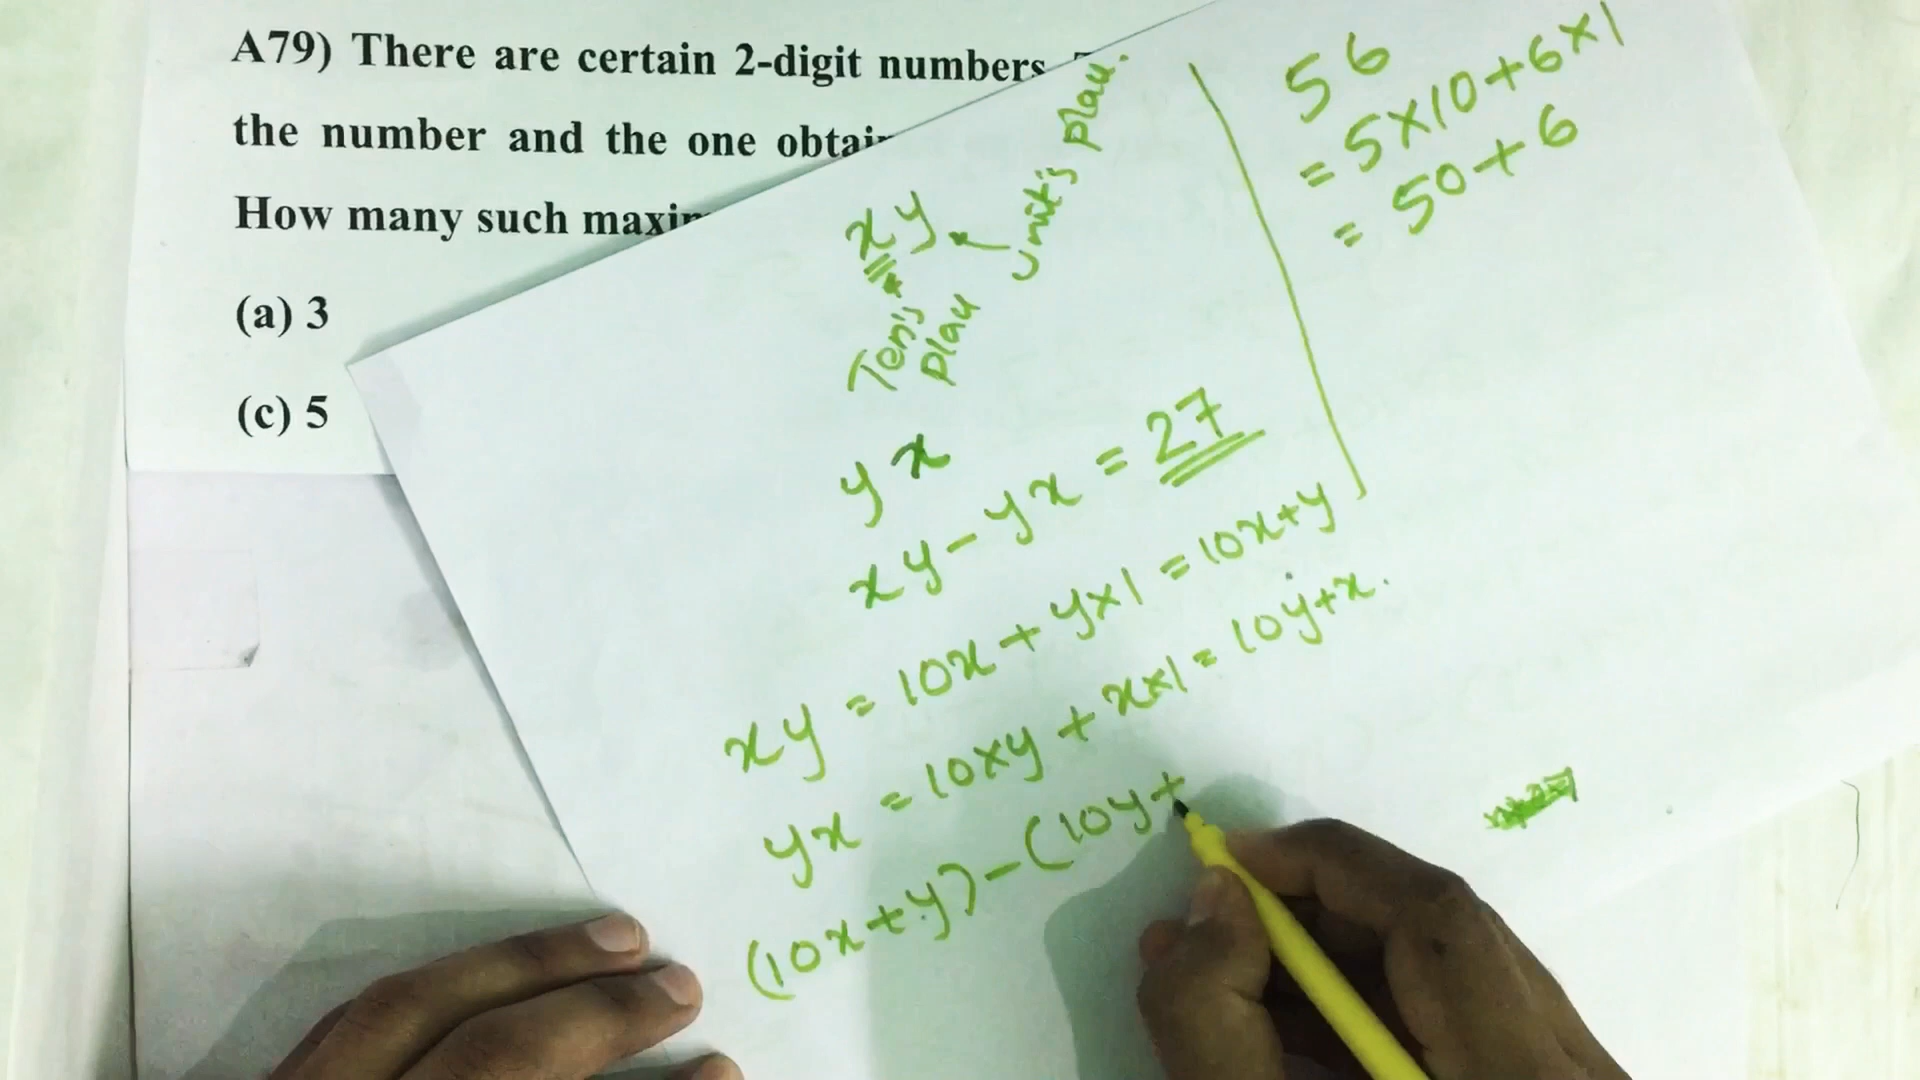 A79) There are certain 2-digit numbers
the number and the one obtai
How many such maxi
(a) 3
(c) 5
xy
Ten's
place
Unit's place.
yx
xy - yx = 27
xy = 10x + y×1 = 10x+y
yx = 10×y + x×1 = 10y+x.
(10x+y) - (10y+
56
= 5×10+6×1
= 50+6